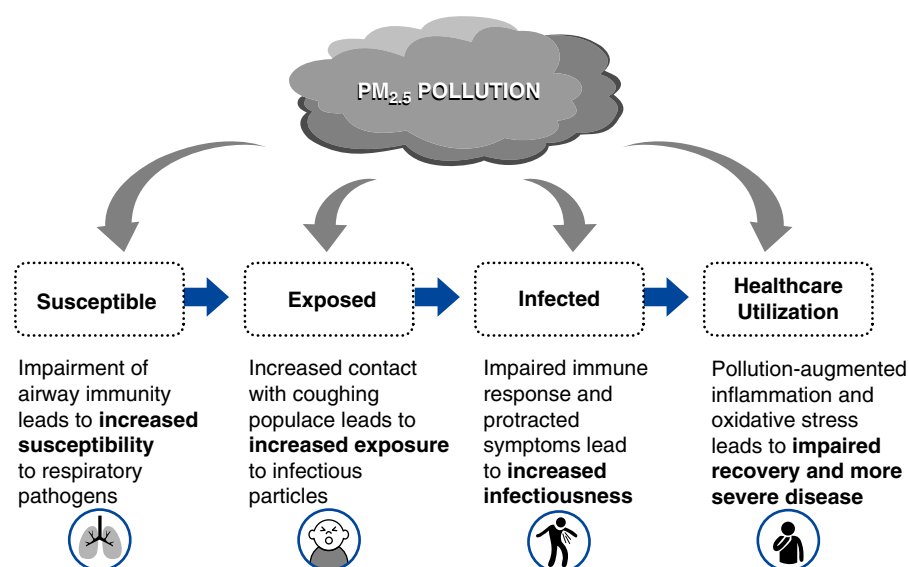 PM2.5 POLLUTION
Susceptible
Exposed
Infected
Healthcare
Utilization
Impairment of
airway immunity
leads to increased
susceptibility
to respiratory
pathogens
Increased contact
with coughing
populace leads to
increased exposure
to infectious
particles
Impaired immune
response and
protracted
symptoms lead
to increased
infectiousness
Pollution-augmented
inflammation and
oxidative stress
leads to impaired
recovery and more
severe disease